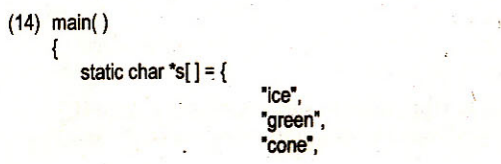 (14) main( )
{
static char *s[ ] = {
"ice",
"green",
"cone",